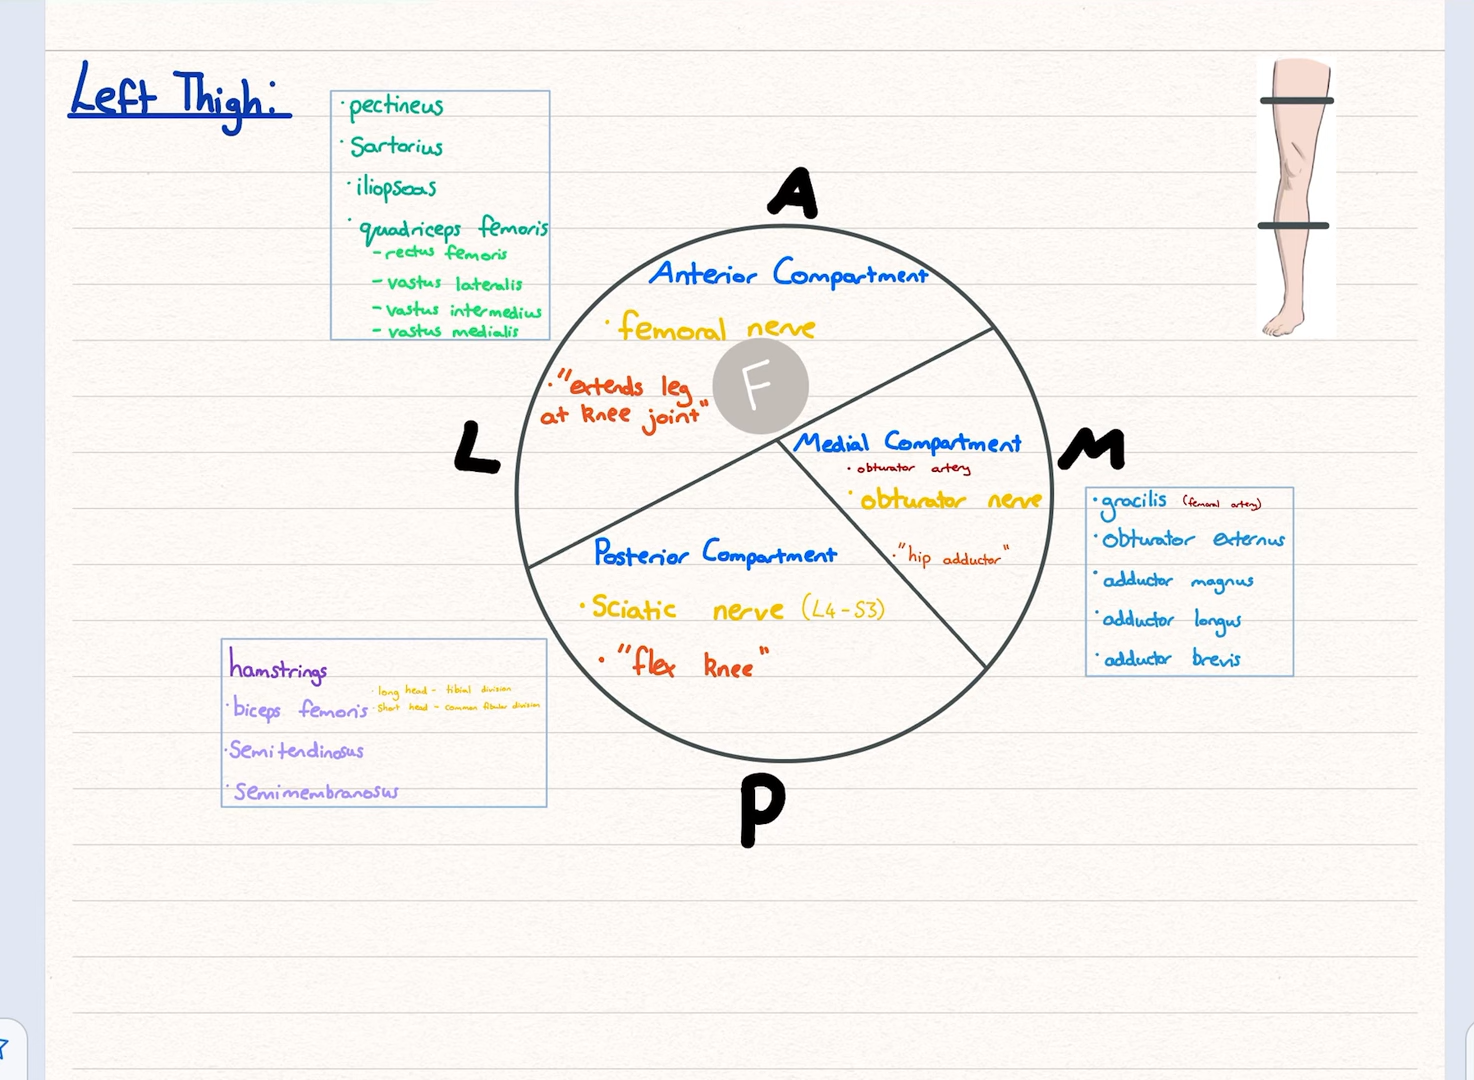 Left Thigh:
· pectineus
· Sartorius
· iliopsoas
· quadriceps femoris
- rectus femoris
- vastus lateralis
- vastus intermedius
- vastus medialis
A
Anterior Compartment
· femoral nerve
· "extends leg
at knee joint"
F
L
M
Medial Compartment
· obturator artery
· obturator nerve
· "hip adductor"
· gracilis (femoral artery)
· obturator externus
· adductor magnus
· adductor longus
· adductor brevis
Posterior Compartment
· Sciatic nerve (L4-S3)
· "flex knee"
hamstrings
· biceps femoris
· long head - tibial division
· Short head - common fibular division
· Semitendinosus
· Semimembranosus
P